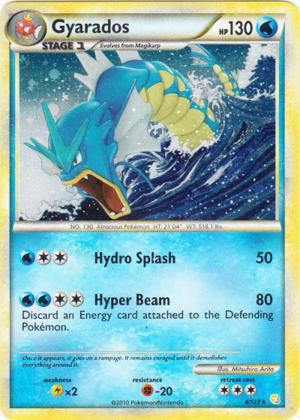 Gyarados
HP 130
STAGE 1 Evolves from Magikarp
NO. 130 Atrocious Pokémon HT: 21'04" WT: 518.1 lbs.
Hydro Splash 50
Hyper Beam 80
Discard an Energy card attached to the Defending
Pokémon.
Once it appears, it goes on a rampage. It remains enraged until it demolishes
everything around it.
Illus. Mitsuhiro Arita
weakness resistance retreat cost
×2 -20
©2010 Pokémon/Nintendo
4/123 ★